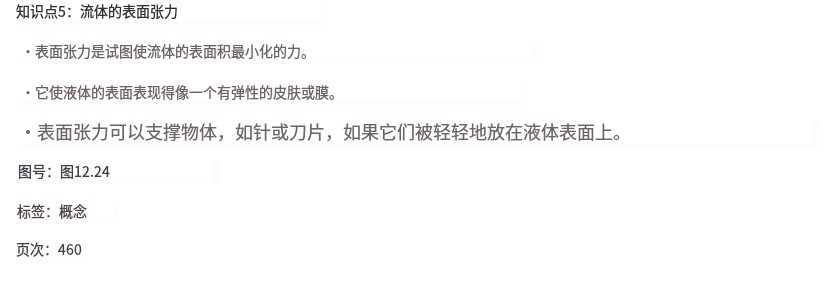 知识点5：流体的表面张力
·表面张力是试图使流体的表面积最小化的力。
·它使液体的表面表现得像一个有弹性的皮肤或膜。
·表面张力可以支撑物体，如针或刀片，如果它们被轻轻地放在液体表面上。
图号：图12.24
标签：概念
页次：460